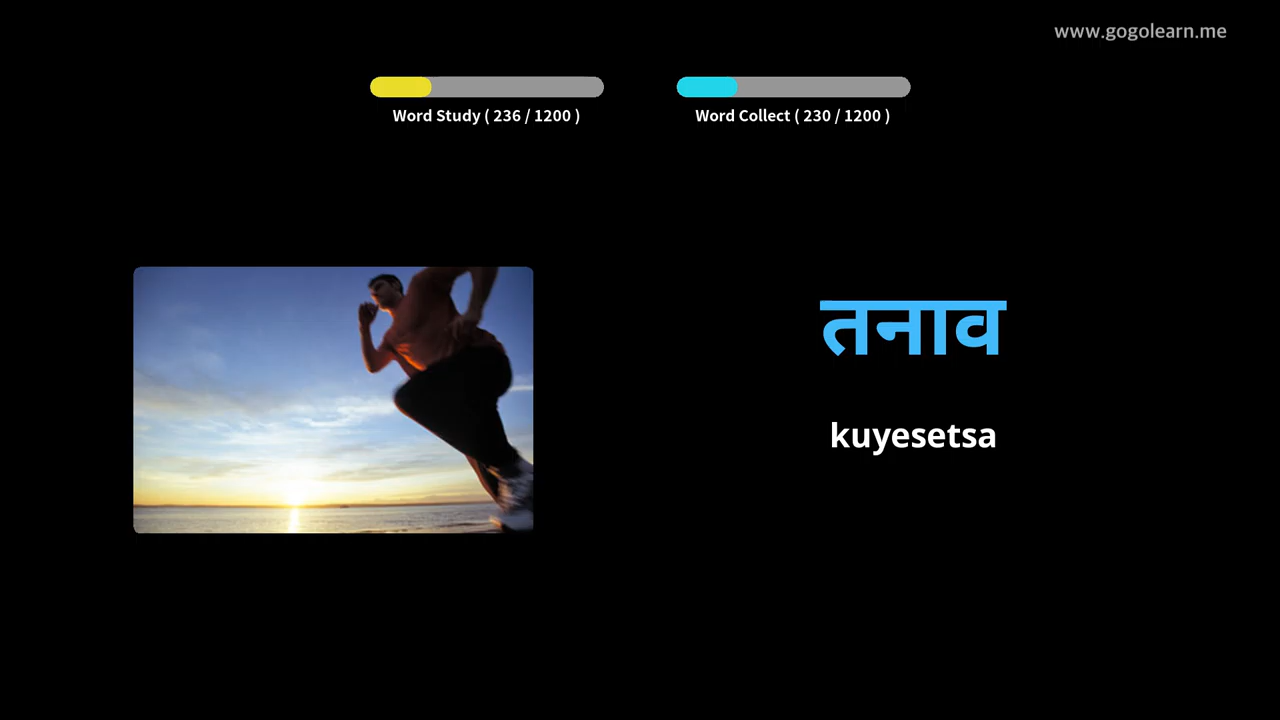 www.gogolearn.me
Word Study ( 236 / 1200 )
Word Collect ( 230 / 1200 )
तनाव
kuyesetsa